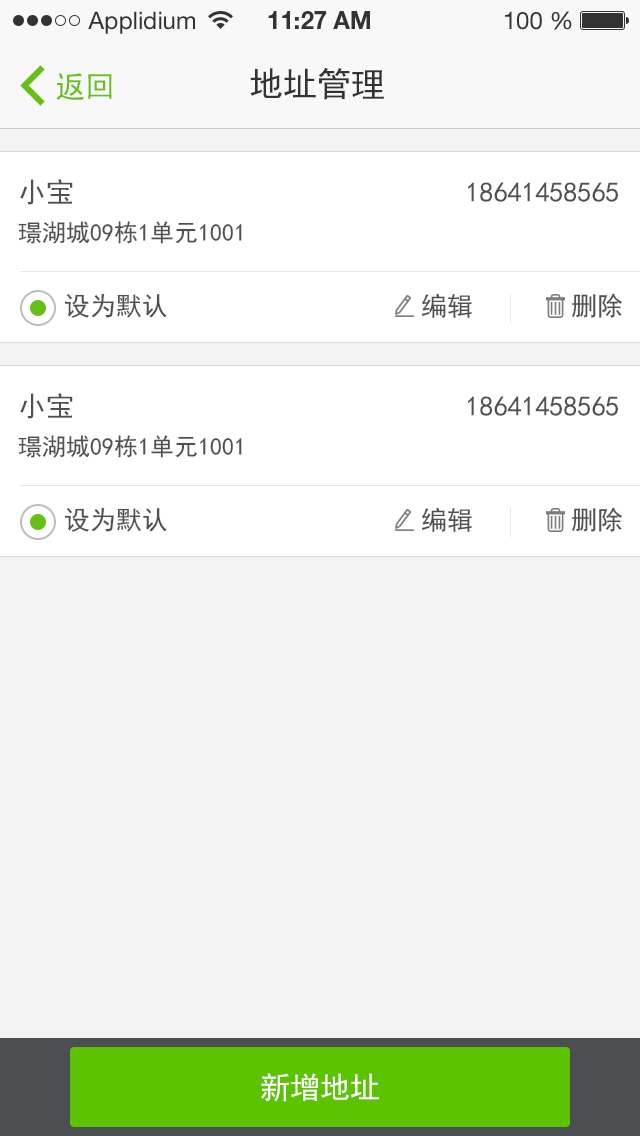 Applidium 11:27 AM 100 %
返回 地址管理
小宝 18641458565
璟湖城09栋1单元1001
设为默认 编辑 删除
小宝 18641458565
璟湖城09栋1单元1001
设为默认 编辑 删除
新增地址